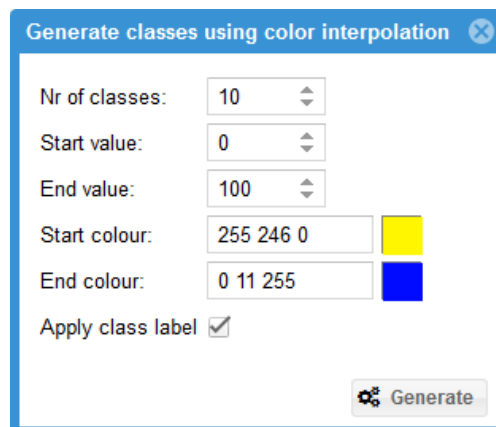 Generate classes using color interpolation
Nr of classes: 10
Start value: 0
End value: 100
Start colour: 255 246 0
End colour: 0 11 255
Apply class label
Generate